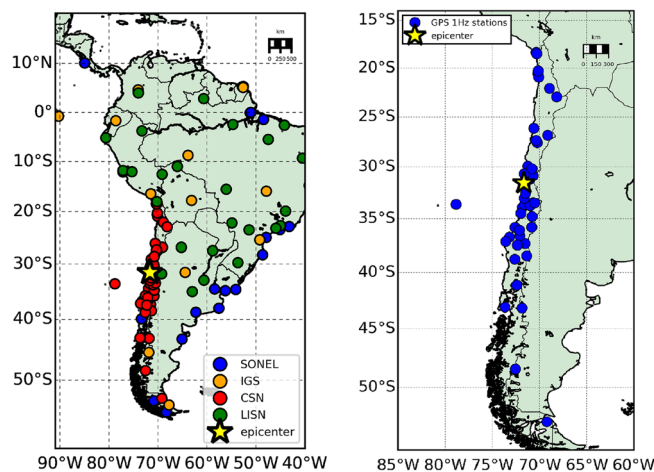 km
0 250 500
10°N
0°
10°S
20°S
30°S
40°S
50°S
SONEL
IGS
CSN
LISN
epicenter
90°W 80°W 70°W 60°W 50°W 40°W
15°S
GPS 1Hz stations
epicenter
km
0 150 300
20°S
25°S
30°S
35°S
40°S
45°S
50°S
85°W 80°W 75°W 70°W 65°W 60°W